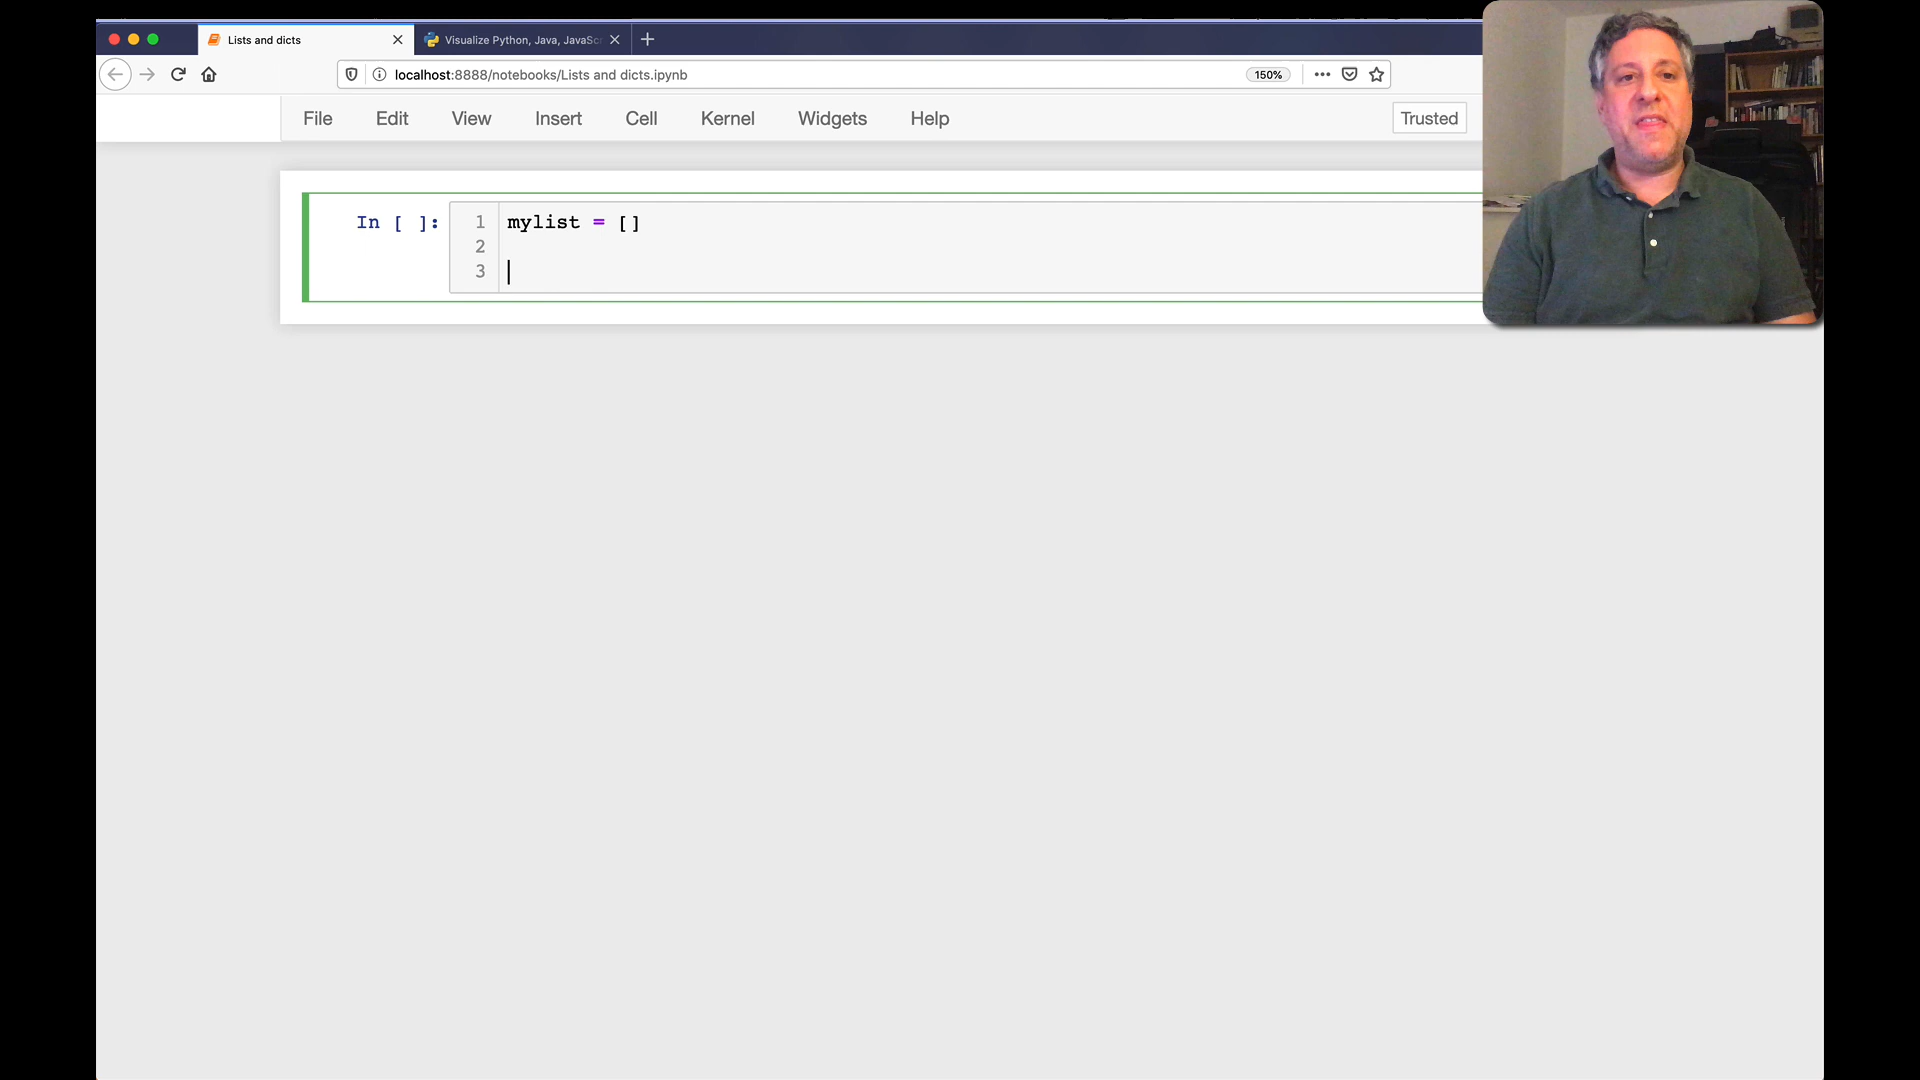 Lists and dicts
Visualize Python, Java, JavaSc
localhost:8888/notebooks/Lists and dicts.ipynb
150%
File Edit View Insert Cell Kernel Widgets Help
Trusted
In [ ]:
1 mylist = []
2
3